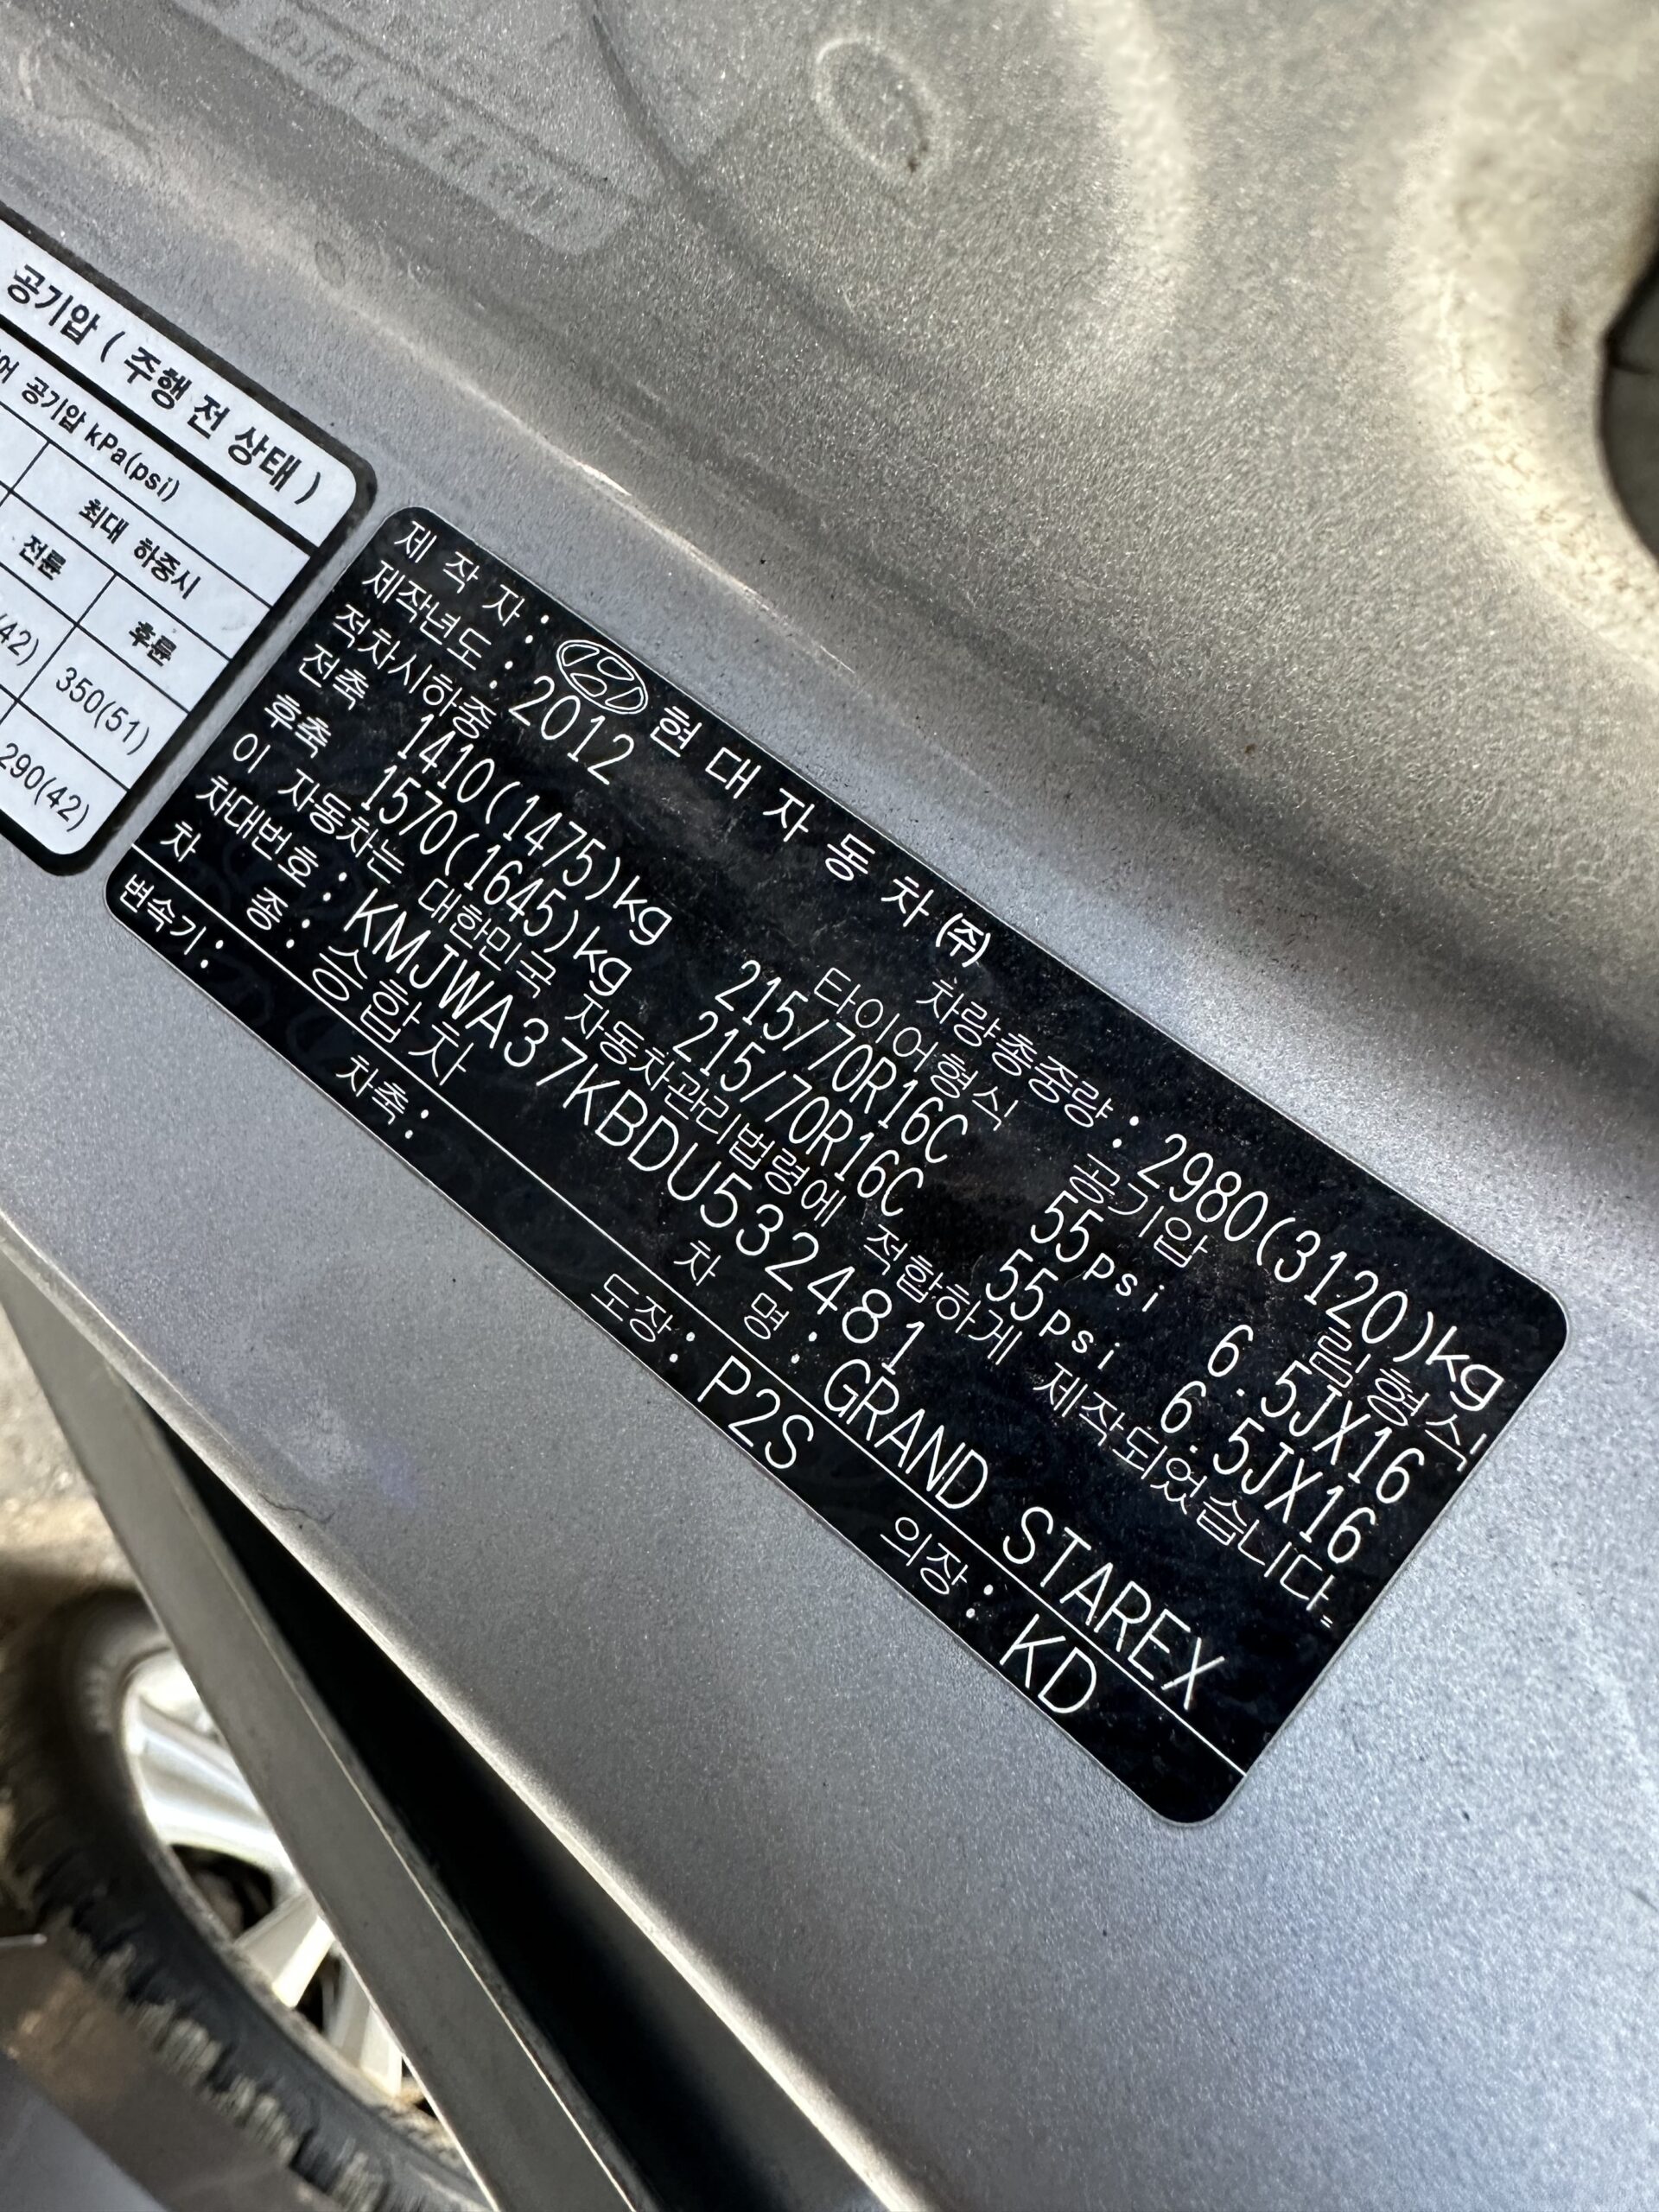 공기압 ( 주행 전 상태 )
어 공기압 kPa(psi)
최대 하중시
전륜 후륜
(42) 350(51)
290(42)
제 작 자 : 현 대 자 동 차 ㈜
제작년도 : 2012 차량총중량 : 2980(3120)kg
적차시하중 타이어형식 공기압 림형식
전축 1410(1475)kg 215/70R16C 55psi 6.5JX16
후축 1570(1645)kg 215/70R16C 55psi 6.5JX16
이 자동차는 대한민국 자동차관리법령에 적합하게 제작되었습니다.
차대번호 : KMJWA37KBDU532481
차 종 : 승합차 차 명 : GRAND STAREX
변속기 : 차축 : 도장 : P2S 의장 : KD